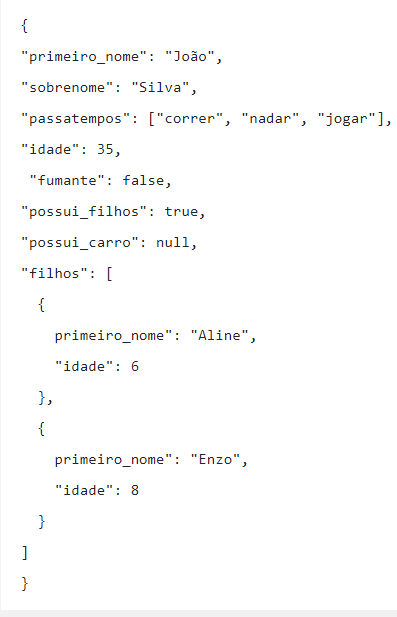 {
"primeiro_nome": "João",
"sobrenome": "Silva",
"passatempos": ["correr", "nadar", "jogar"],
"idade": 35,
 "fumante": false,
"possui_filhos": true,
"possui_carro": null,
"filhos": [
  {
    primeiro_nome": "Aline",
    "idade": 6
  },
  {
    primeiro_nome": "Enzo",
    "idade": 8
  }
]
}